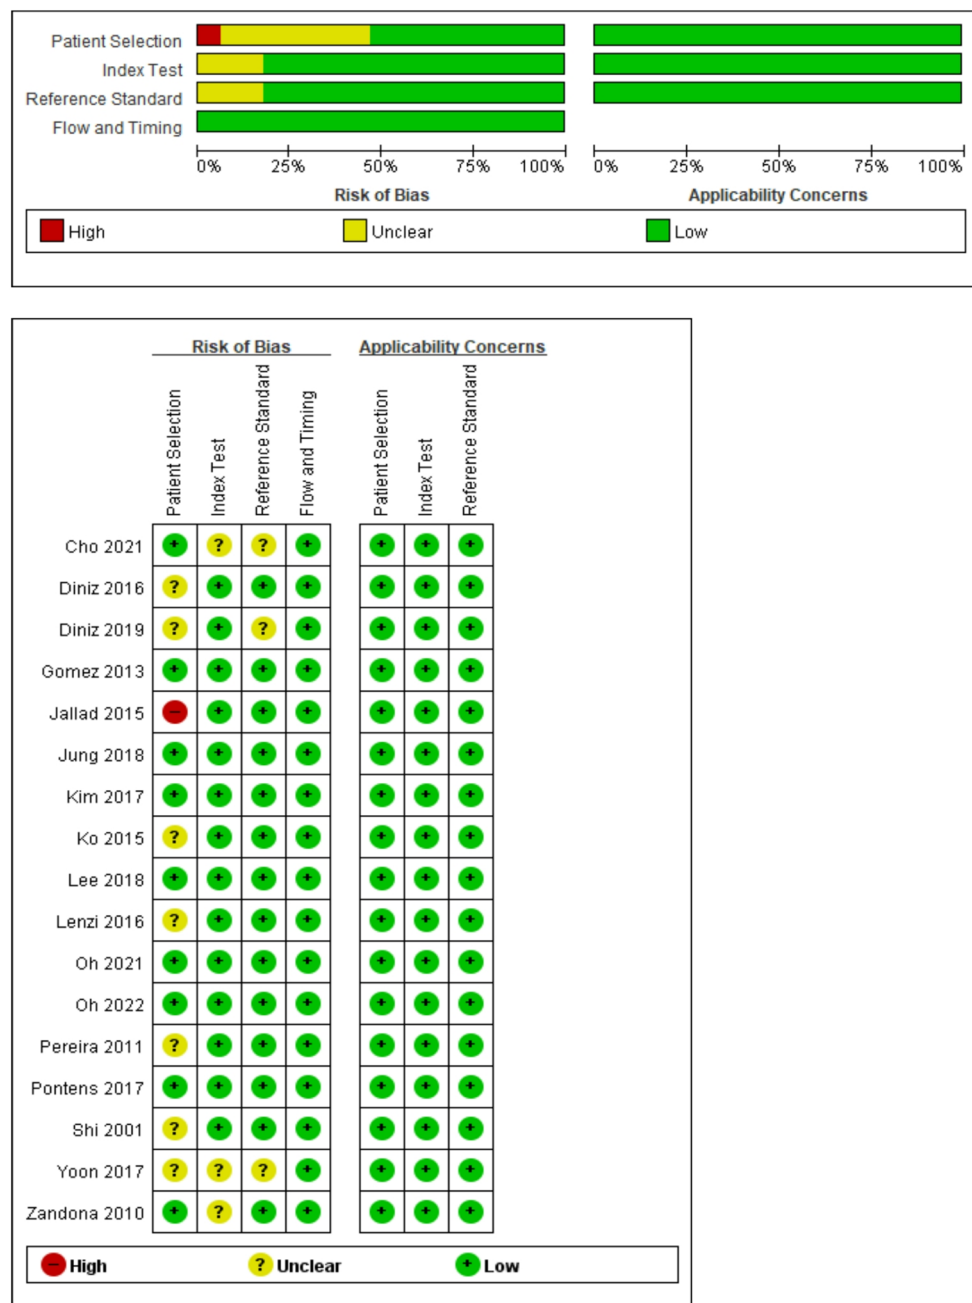 Patient Selection
Index Test
Reference Standard
Flow and Timing
0% 25% 50% 75% 100% 0% 25% 50% 75% 100%
Risk of Bias Applicability Concerns
High Unclear Low
Risk of Bias Applicability Concerns
Patient Selection Index Test Reference Standard Flow and Timing Patient Selection Index Test Reference Standard
Cho 2021 + ? ? + + + +
Diniz 2016 ? + + + + + +
Diniz 2019 ? + ? + + + +
Gomez 2013 + + + + + + +
Jallad 2015 – + + + + + +
Jung 2018 + + + + + + +
Kim 2017 + + + + + + +
Ko 2015 ? + + + + + +
Lee 2018 + + + + + + +
Lenzi 2016 ? + + + + + +
Oh 2021 + + + + + + +
Oh 2022 + + + + + + +
Pereira 2011 ? + + + + + +
Pontens 2017 + + + + + + +
Shi 2001 ? + + + + + +
Yoon 2017 ? ? ? + + + +
Zandona 2010 + ? + + + + +
– High ? Unclear + Low